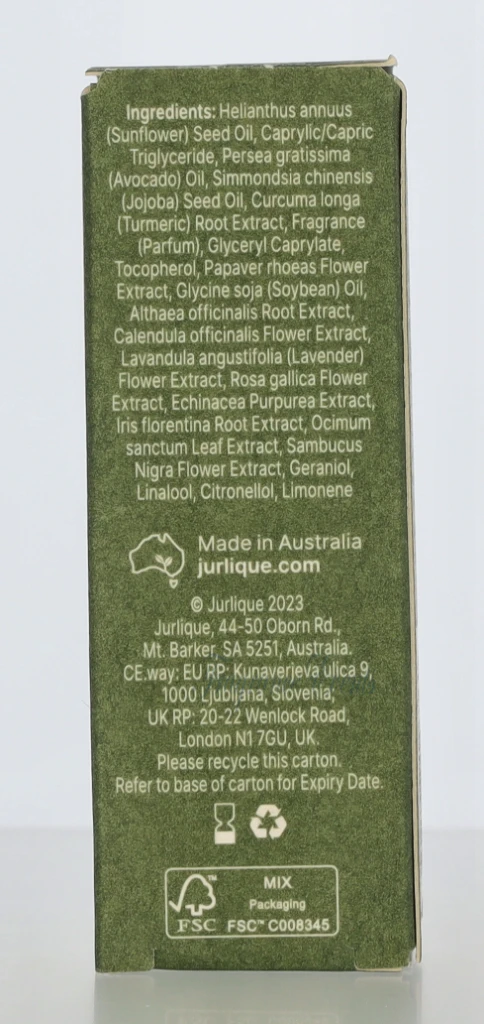 Ingredients: Helianthus annuus
(Sunflower) Seed Oil, Caprylic/Capric
Triglyceride, Persea gratissima
(Avocado) Oil, Simmondsia chinensis
(Jojoba) Seed Oil, Curcuma longa
(Turmeric) Root Extract, Fragrance
(Parfum), Glyceryl Caprylate,
Tocopherol, Papaver rhoeas Flower
Extract, Glycine soja (Soybean) Oil,
Althaea officinalis Root Extract,
Calendula officinalis Flower Extract,
Lavandula angustifolia (Lavender)
Flower Extract, Rosa gallica Flower
Extract, Echinacea Purpurea Extract,
Iris florentina Root Extract, Ocimum
sanctum Leaf Extract, Sambucus
Nigra Flower Extract, Geraniol,
Linalool, Citronellol, Limonene
Made in Australia
jurlique.com
© Jurlique 2023
Jurlique, 44-50 Oborn Rd.,
Mt. Barker, SA 5251, Australia.
CE.way: EU RP: Kunaverjeva ulica 9,
1000 Ljubljana, Slovenia;
UK RP: 20-22 Wenlock Road,
London N1 7GU, UK.
Please recycle this carton.
Refer to base of carton for Expiry Date.
MIX
Packaging
FSC FSC™ C008345